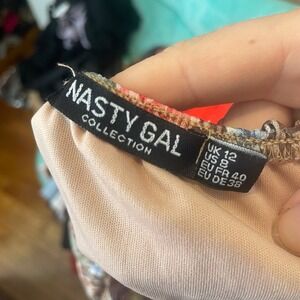 NASTY GAL
COLLECTION
UK 12
US 8
EU FR 40
EU DE 38